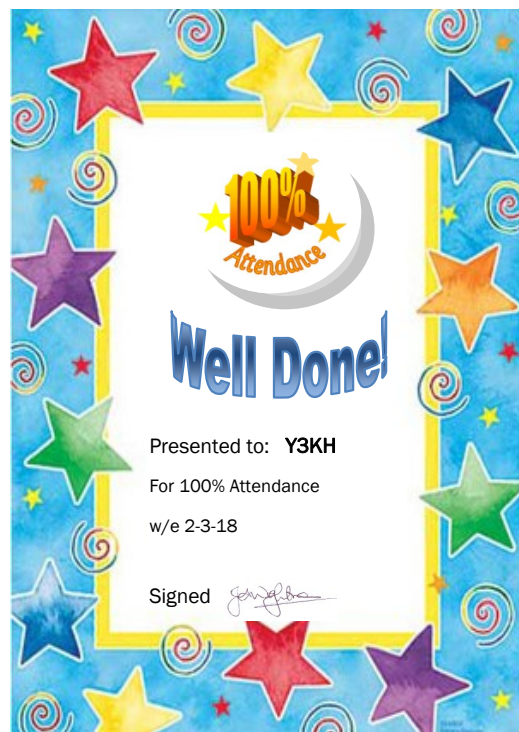 100%
Attendance
Well Done!
Presented to: Y3KH
For 100% Attendance
w/e 2-3-18
Signed